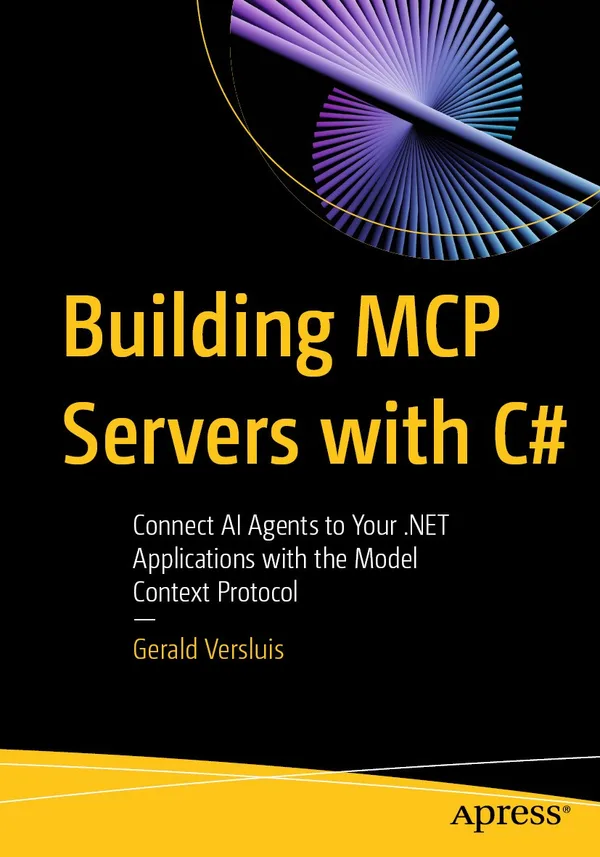 Building MCP
Servers with C#
Connect AI Agents to Your .NET
Applications with the Model
Context Protocol
—
Gerald Versluis
Apress®